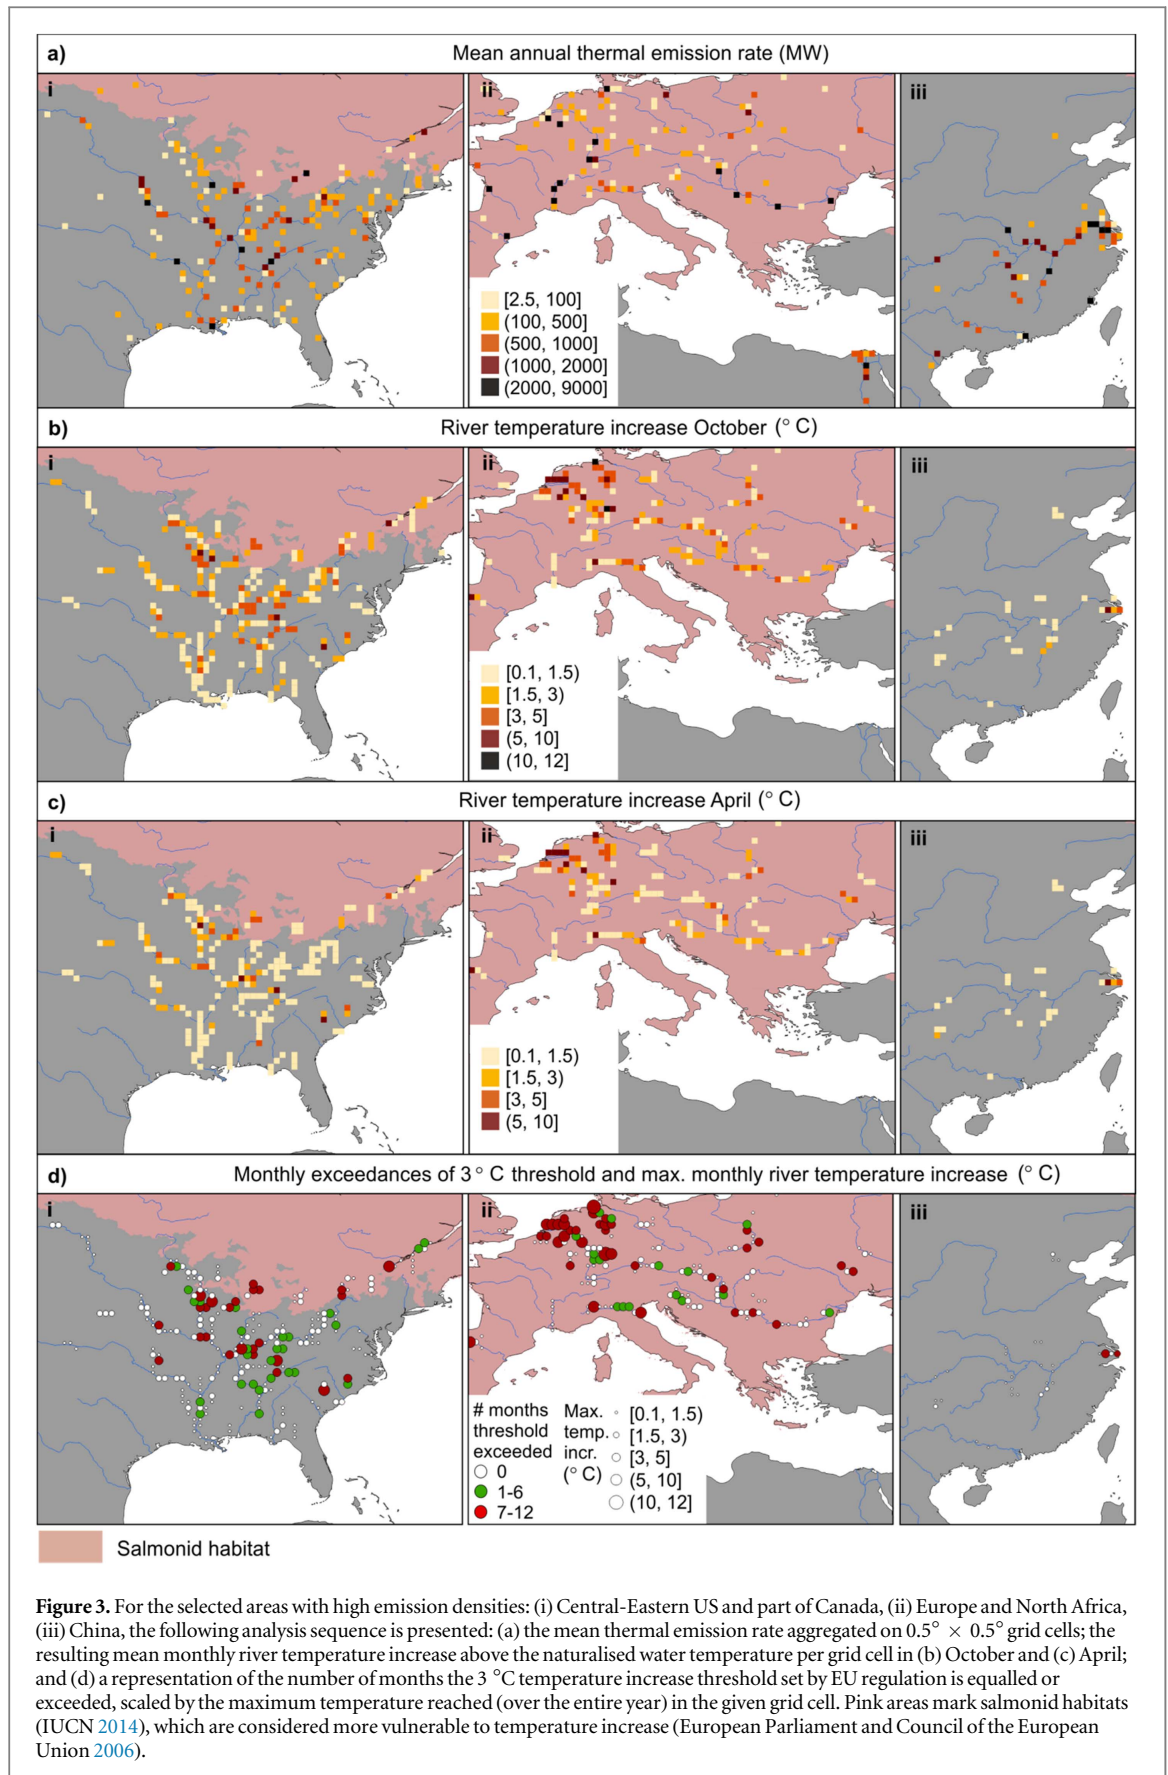 a) Mean annual thermal emission rate (MW)
i
ii
iii
[2.5, 100]
(100, 500]
(500, 1000]
(1000, 2000]
(2000, 9000]
b) River temperature increase October (° C)
i
ii
iii
[0.1, 1.5)
[1.5, 3)
[3, 5]
(5, 10]
(10, 12]
c) River temperature increase April (° C)
i
ii
iii
[0.1, 1.5)
[1.5, 3)
[3, 5]
(5, 10]
d) Monthly exceedances of 3 ° C threshold and max. monthly river temperature increase (° C)
i
ii
iii
# months
threshold
exceeded
0
1-6
7-12
Max.
temp.
incr.
(° C)
[0.1, 1.5)
[1.5, 3)
[3, 5]
(5, 10]
(10, 12]
Salmonid habitat
Figure 3. For the selected areas with high emission densities: (i) Central-Eastern US and part of Canada, (ii) Europe and North Africa,
(iii) China, the following analysis sequence is presented: (a) the mean thermal emission rate aggregated on 0.5° × 0.5° grid cells; the
resulting mean monthly river temperature increase above the naturalised water temperature per grid cell in (b) October and (c) April;
and (d) a representation of the number of months the 3 °C temperature increase threshold set by EU regulation is equalled or
exceeded, scaled by the maximum temperature reached (over the entire year) in the given grid cell. Pink areas mark salmonid habitats
(IUCN 2014), which are considered more vulnerable to temperature increase (European Parliament and Council of the European
Union 2006).